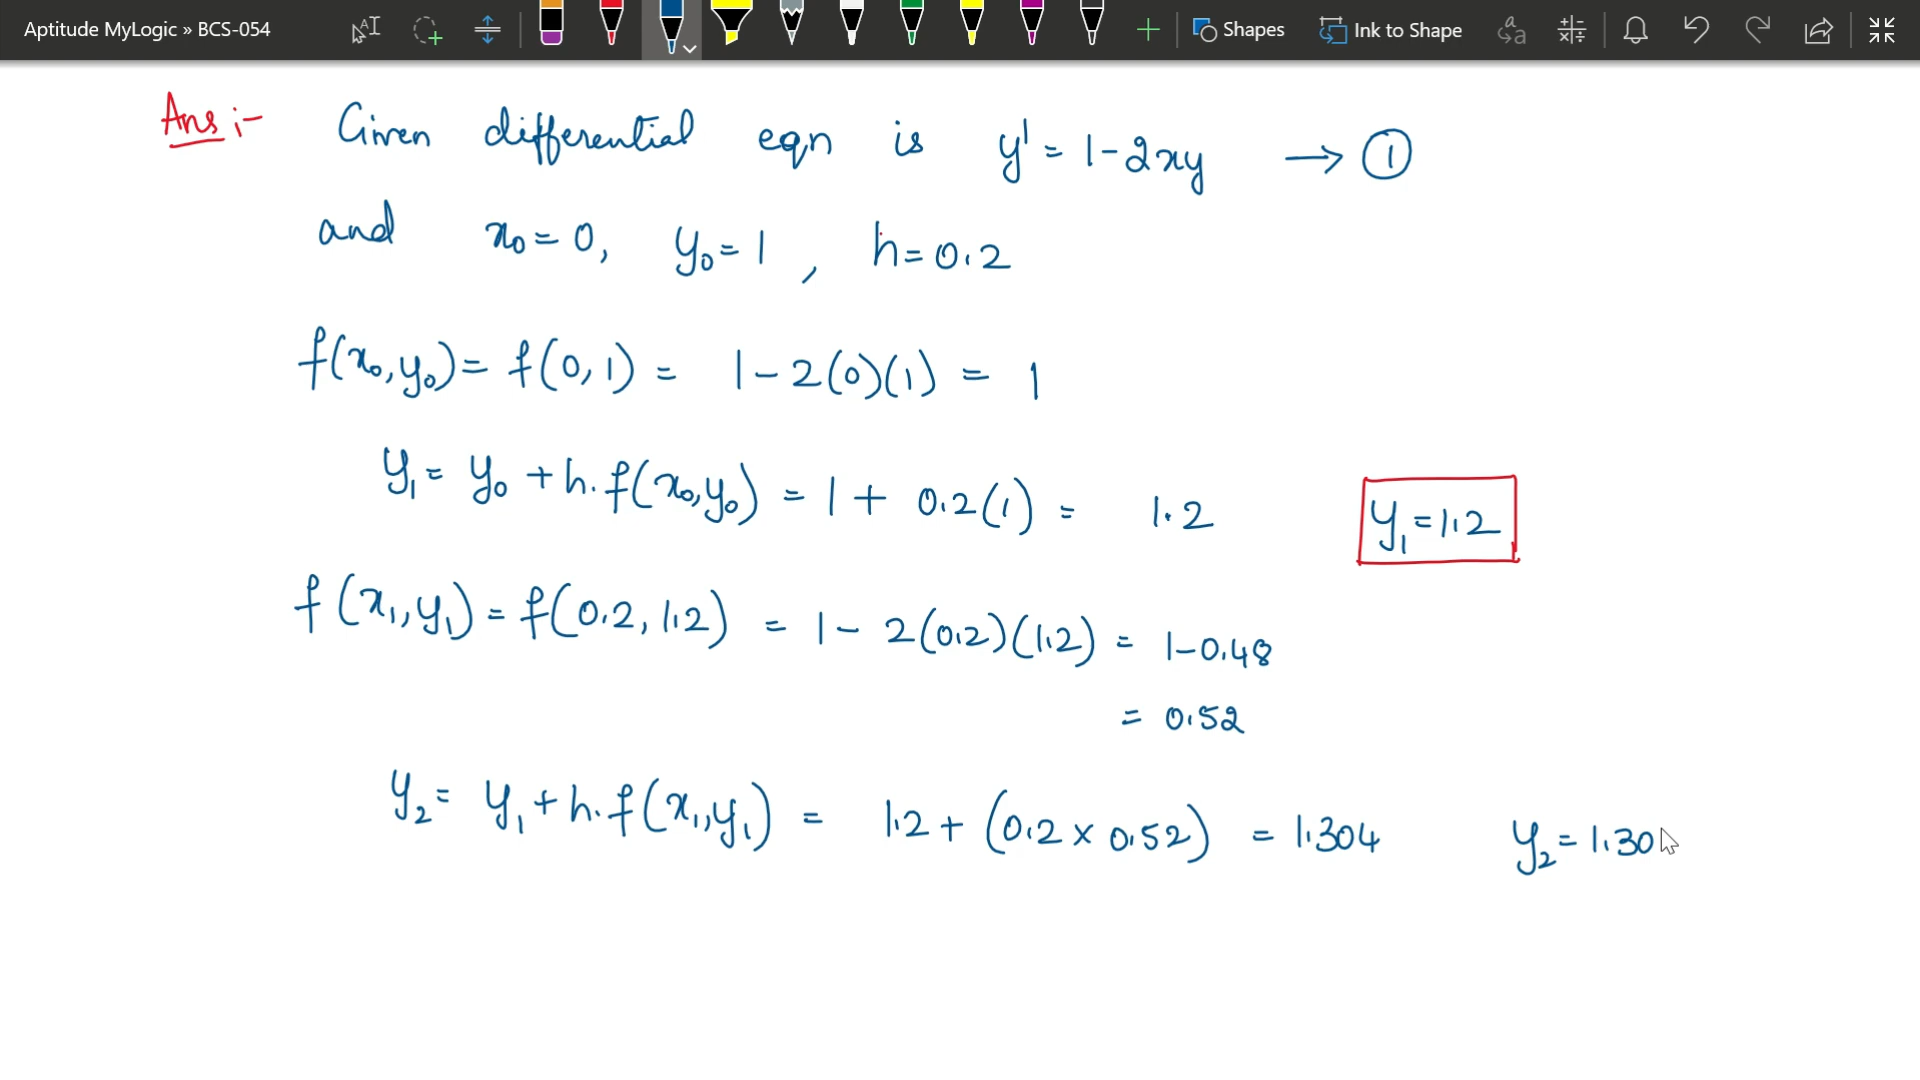 Aptitude MyLogic » BCS-054
Shapes
Ink to Shape
Ans :- Given differential eqn is y' = 1-2xy → ①
and x₀ = 0, y₀ = 1 , h = 0.2
f(x₀,y₀) = f(0,1) = 1-2(0)(1) = 1
y₁ = y₀ + h.f(x₀,y₀) = 1 + 0.2(1) = 1.2 y₁ = 1.2
f(x₁,y₁) = f(0.2, 1.2) = 1 - 2(0.2)(1.2) = 1-0.48
= 0.52
y₂ = y₁ + h.f(x₁,y₁) = 1.2 + (0.2 × 0.52) = 1.304 y₂ = 1.30